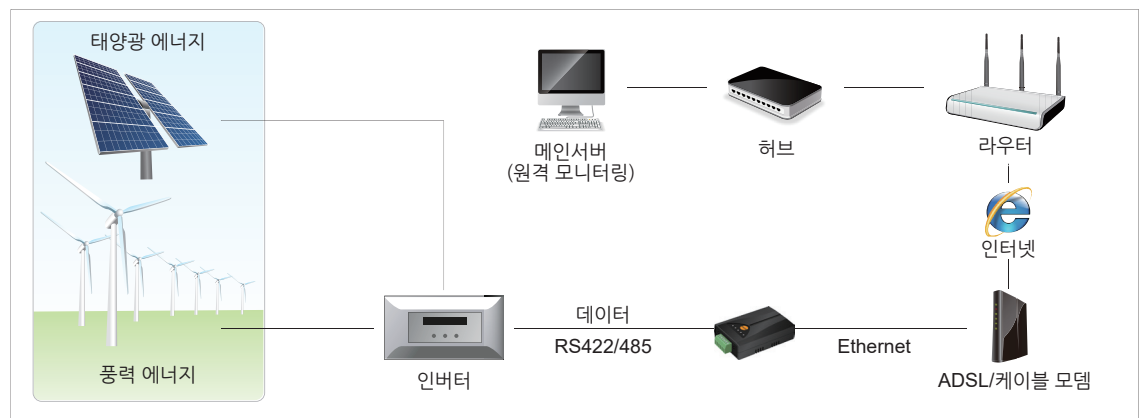 태양광 에너지
메인서버
(원격 모니터링)
허브
라우터
인터넷
데이터
RS422/485
Ethernet
인버터
풍력 에너지
ADSL/케이블 모뎀